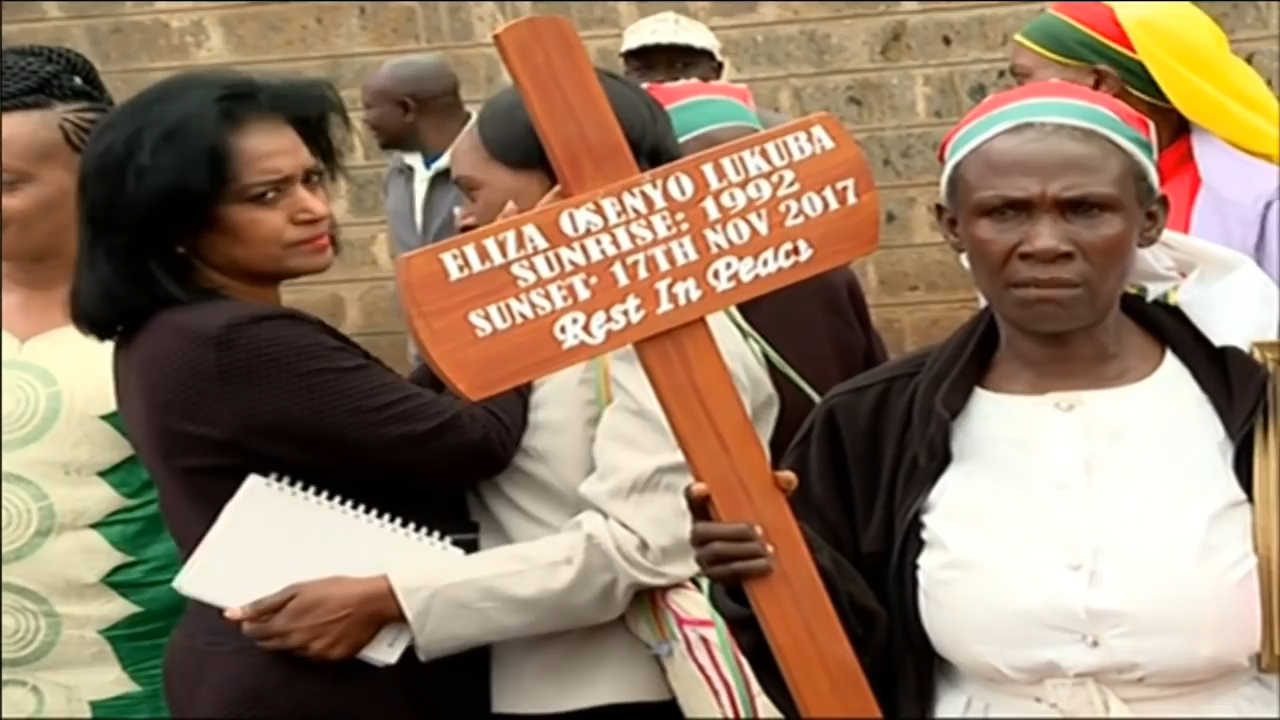 ELIZA OSENYO LUKUBA
SUNRISE: 1992
SUNSET: 17TH NOV 2017
Rest In Peace